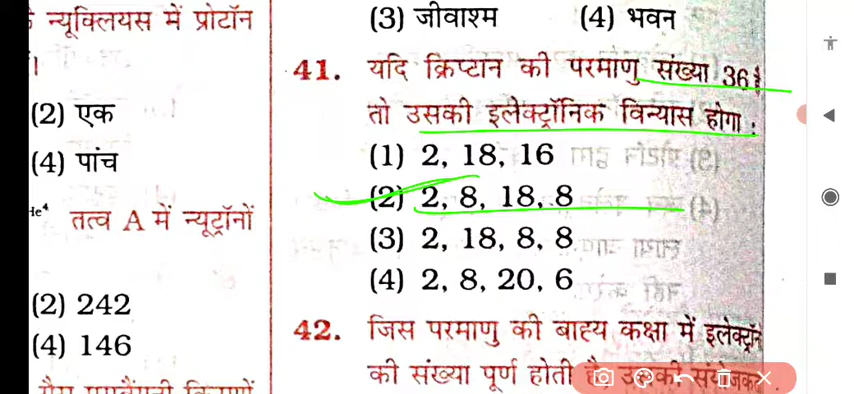 न्यूक्लियस में प्रोटॉन
(2) एक
(4) पांच
He⁴
तत्व A में न्यूट्रॉनों
(2) 242
(4) 146
(3) जीवाश्म (4) भवन
41. यदि क्रिप्टान की परमाणु संख्या 36 है
तो उसकी इलेक्ट्रॉनिक विन्यास होगा :
(1) 2, 18, 16
(2) 2, 8, 18, 8
(3) 2, 18, 8, 8
(4) 2, 8, 20, 6
42. जिस परमाणु की बाह्य कक्षा में इलेक्ट्रॉन
की संख्या पूर्ण होती है, उसकी